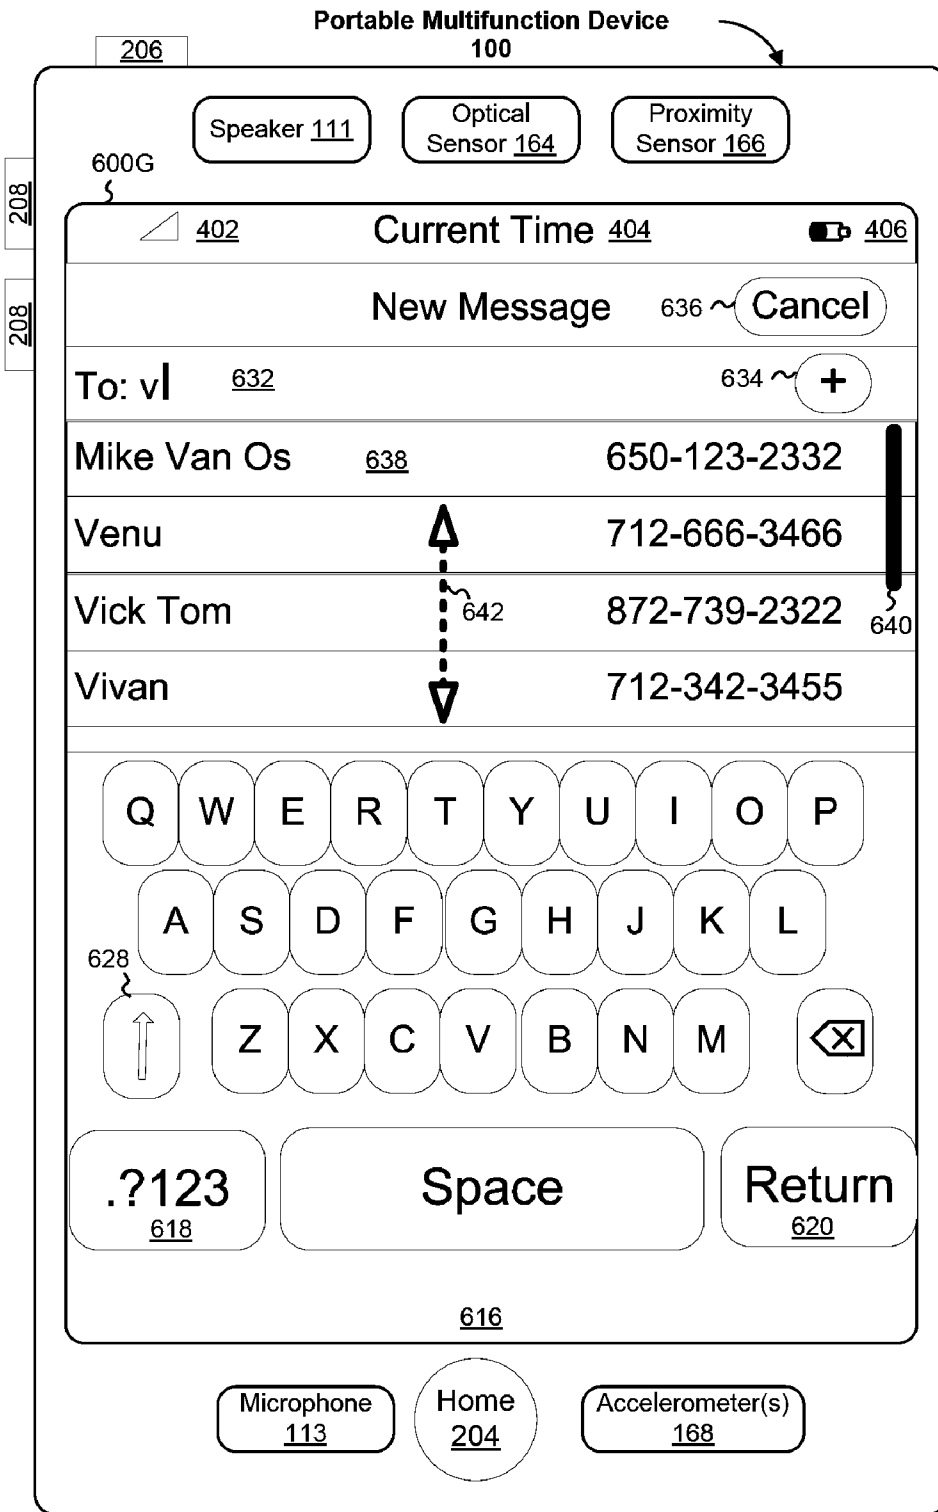 Portable Multifunction Device
100
206
Speaker 111
Optical
Sensor 164
Proximity
Sensor 166
600G
208
208
402
Current Time 404
406
New Message
636
Cancel
To: v
632
634
+
Mike Van Os
638
650-123-2332
Venu
712-666-3466
Vick Tom
642
872-739-2322
640
Vivan
712-342-3455
Q W E R T Y U I O P
A S D F G H J K L
628
Z X C V B N M
.?123
618
Space
Return
620
616
Microphone
113
Home
204
Accelerometer(s)
168